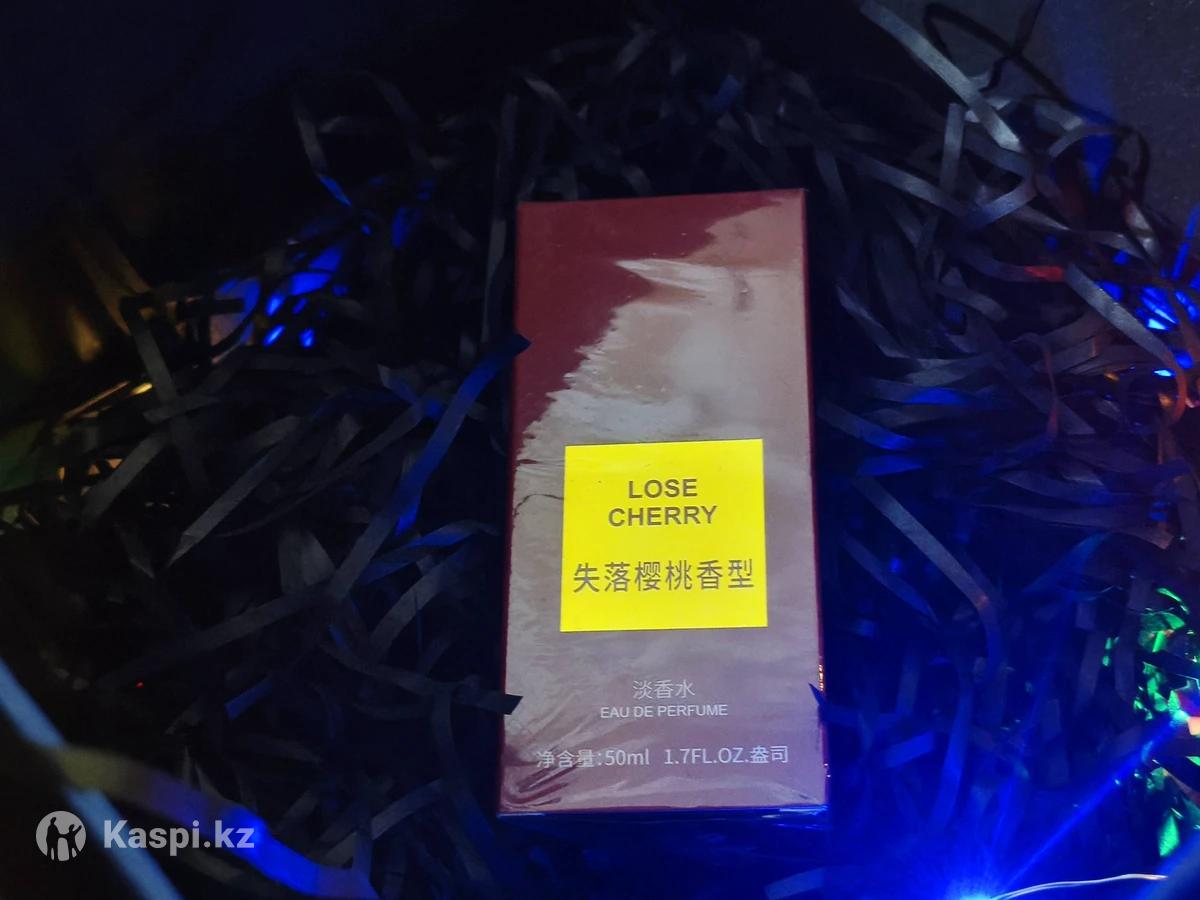 LOSE
CHERRY
失落樱桃香型
淡香水
EAU DE PERFUME
净含量:50ml 1.7FL.OZ.盎司
Kaspi.kz